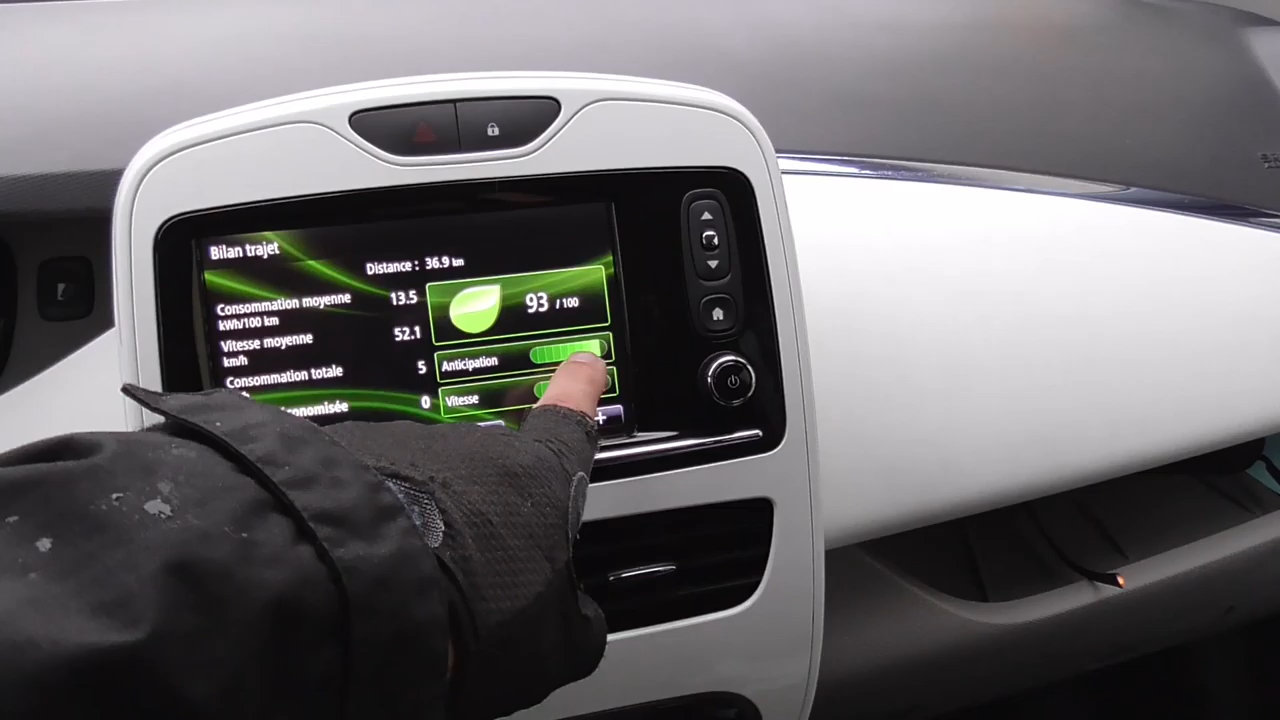 Bilan trajet
Distance : 36.9 km
Consommation moyenne 13.5
kWh/100 km
93 / 100
Vitesse moyenne 52.1
km/h
Anticipation
Consommation totale 5
Vitesse
0
+